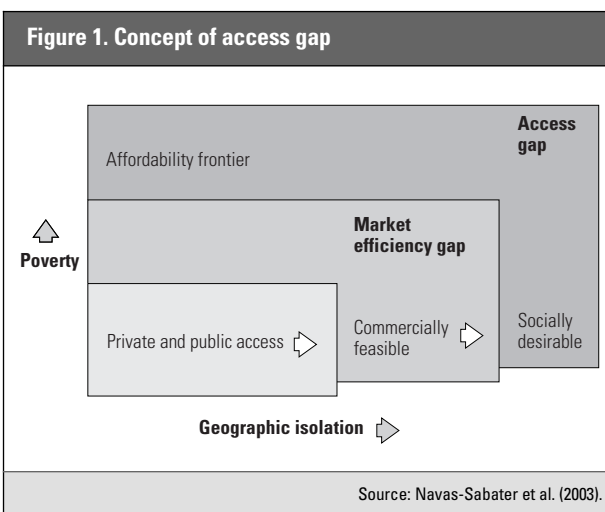 Figure 1. Concept of access gap
Access
gap
Affordability frontier
Market
efficiency gap
Poverty
Private and public access
Commercially
feasible
Socially
desirable
Geographic isolation
Source: Navas-Sabater et al. (2003).